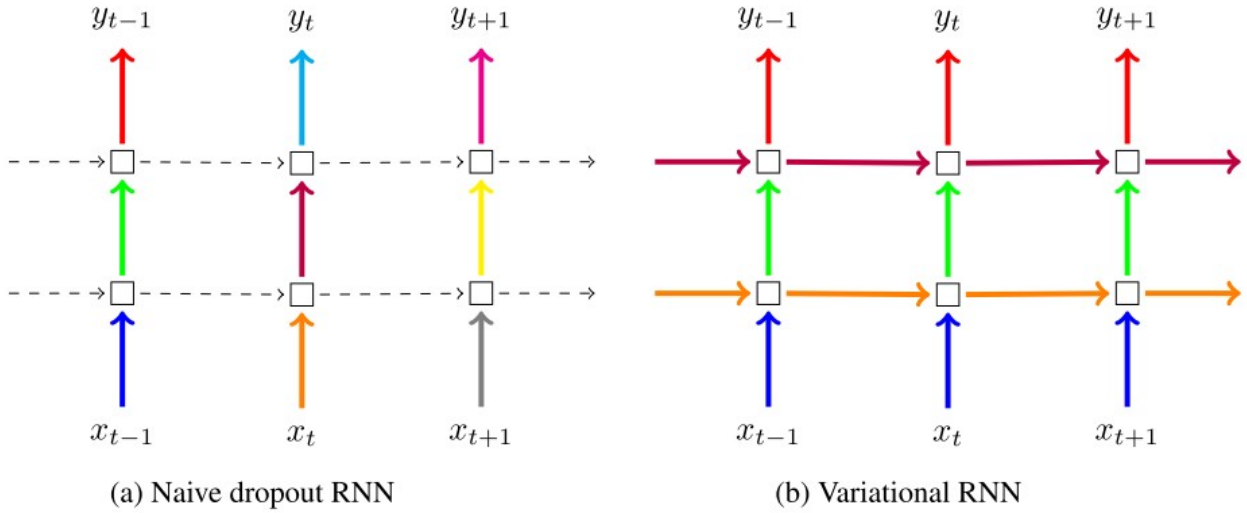 y_{t−1} y_t y_{t+1} y_{t−1} y_t y_{t+1}
x_{t−1} x_t x_{t+1} x_{t−1} x_t x_{t+1}
(a) Naive dropout RNN (b) Variational RNN